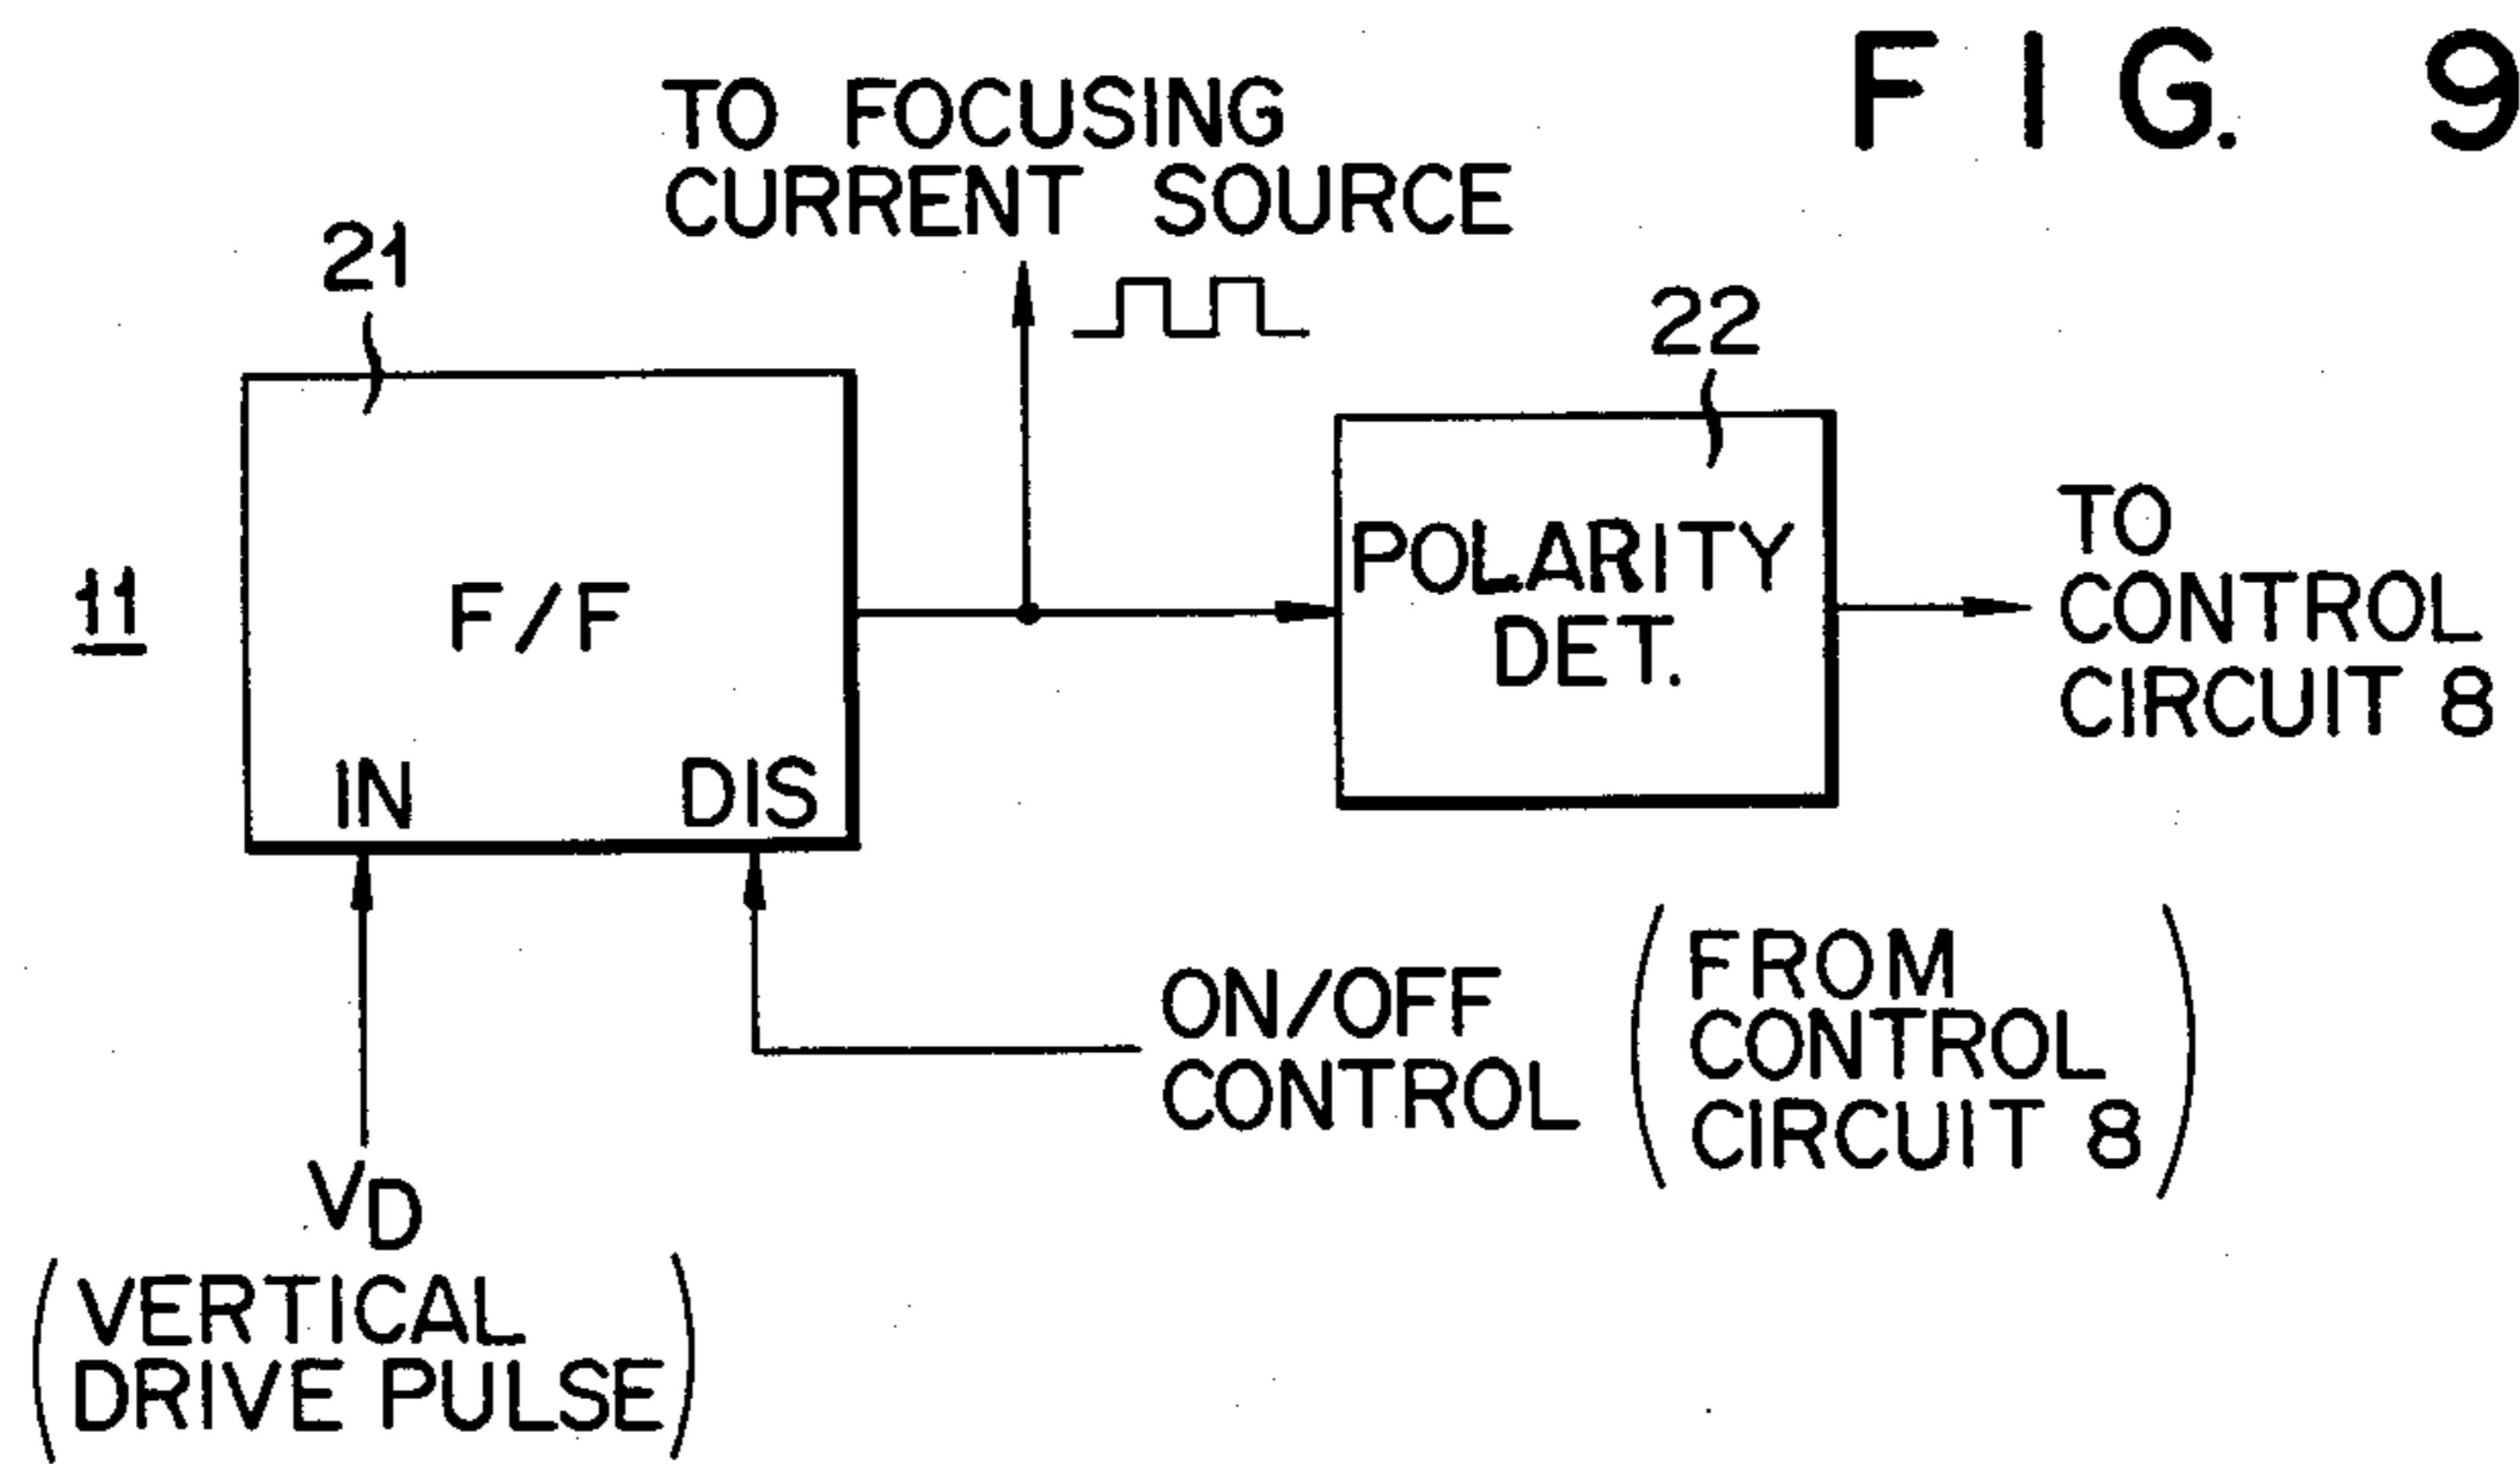 FIG. 9
TO FOCUSING
CURRENT SOURCE
21
22
11
F/F
IN DIS
POLARITY
DET.
TO
CONTROL
CIRCUIT 8
ON/OFF
CONTROL
(FROM
CONTROL
CIRCUIT 8)
VD
(VERTICAL
DRIVE PULSE)